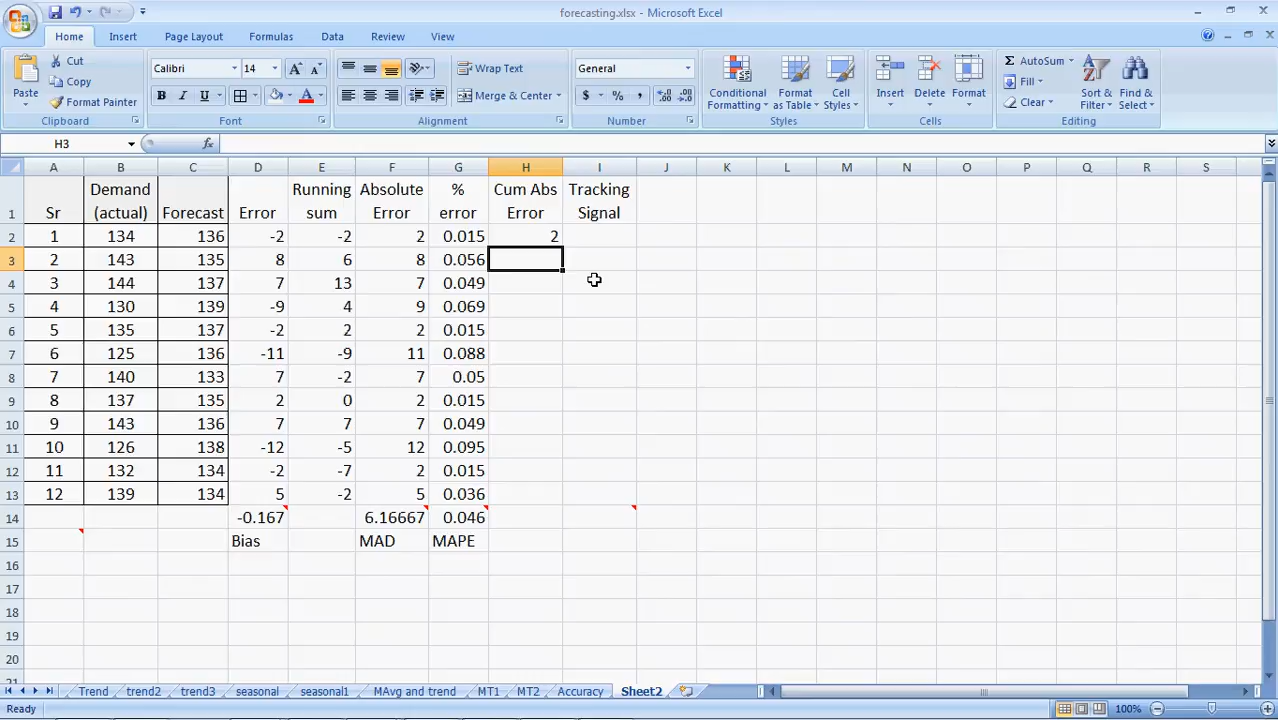 forecasting.xlsx - Microsoft Excel
Home Insert Page Layout Formulas Data Review View
Paste Cut Copy Format Painter Clipboard
Calibri 14 A A B I U A Font
Wrap Text Merge & Center Alignment
General $ % , .0 .00 .00 .0 Number
Conditional Formatting Format as Table Cell Styles Styles
Insert Delete Format Cells
Σ AutoSum Fill Clear Sort & Filter Find & Select Editing
H3 fx
A B C D E F G H I J K L M N O P Q R S
1 Sr Demand (actual) Forecast Error Running sum Absolute Error % error Cum Abs Error Tracking Signal
2 1 134 136 -2 -2 2 0.015 2
3 2 143 135 8 6 8 0.056
4 3 144 137 7 13 7 0.049
5 4 130 139 -9 4 9 0.069
6 5 135 137 -2 2 2 0.015
7 6 125 136 -11 -9 11 0.088
8 7 140 133 7 -2 7 0.05
9 8 137 135 2 0 2 0.015
10 9 143 136 7 7 7 0.049
11 10 126 138 -12 -5 12 0.095
12 11 132 134 -2 -7 2 0.015
13 12 139 134 5 -2 5 0.036
14 -0.167 6.16667 0.046
15 Bias MAD MAPE
16
17
18
19
20
Trend trend2 trend3 seasonal seasonal1 MAvg and trend MT1 MT2 Accuracy Sheet2
Ready 100%